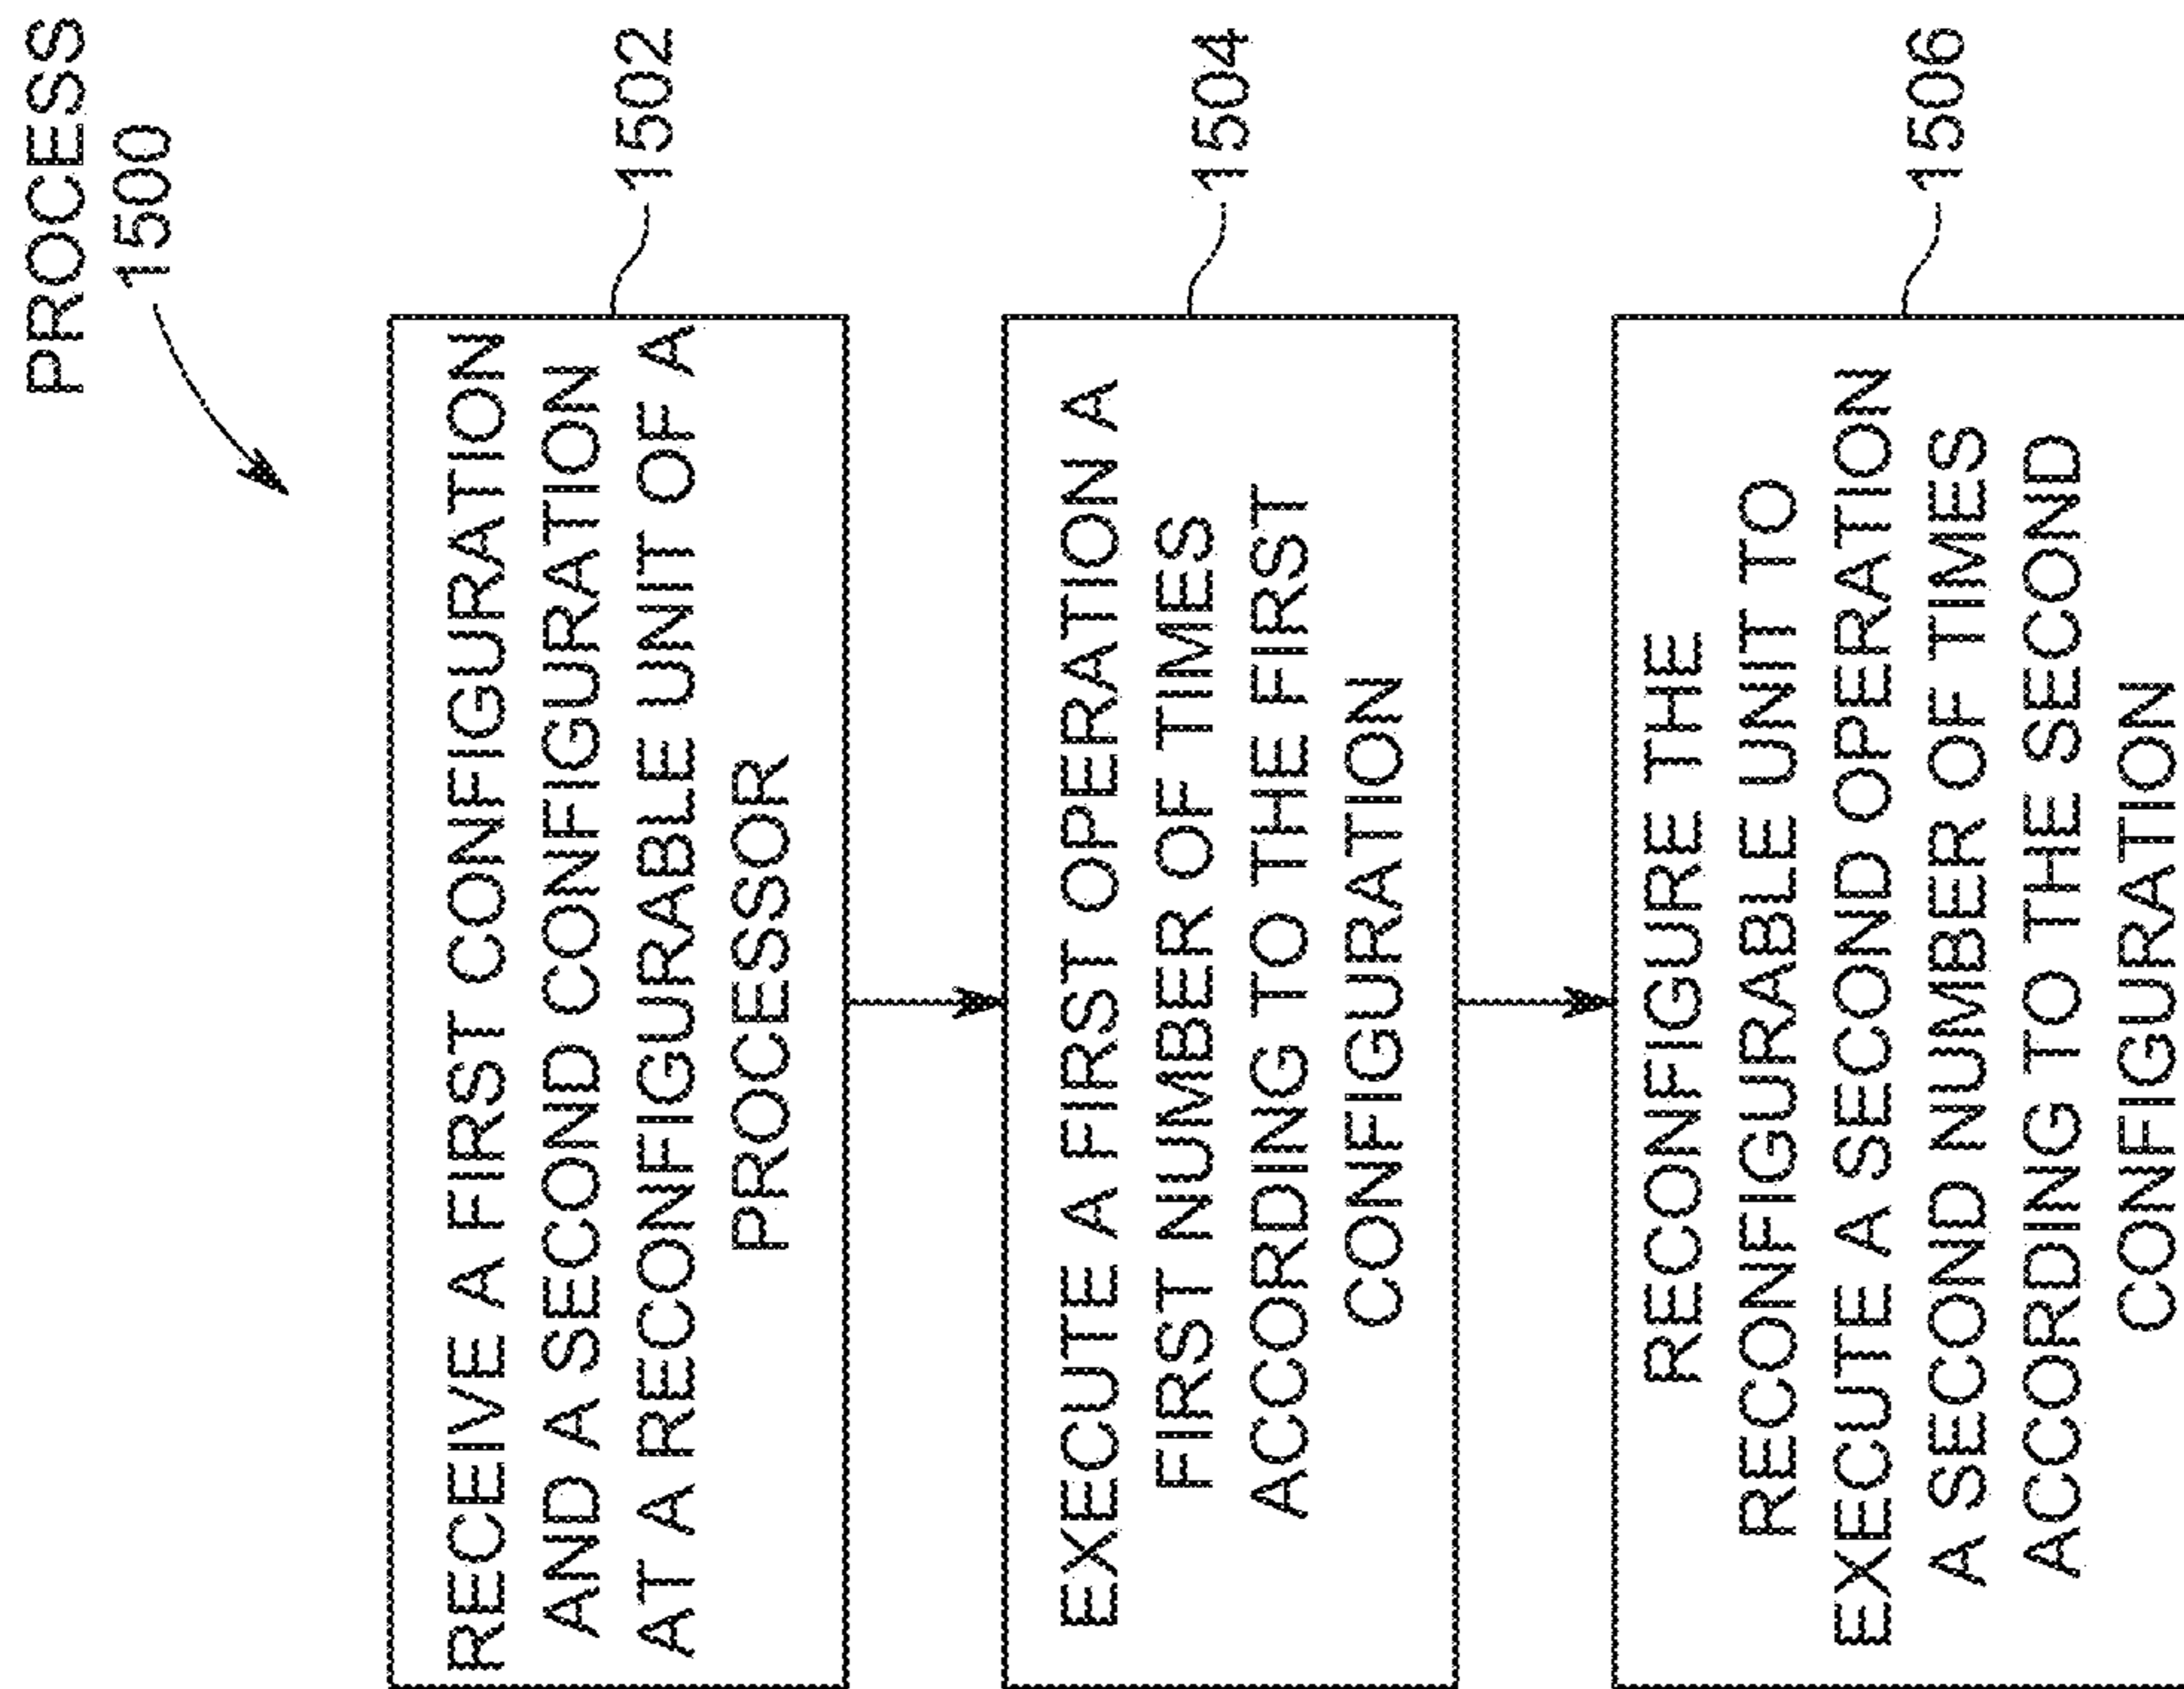 PROCESS
1500
RECEIVE A FIRST CONFIGURATION
AND A SECOND CONFIGURATION
AT A RECONFIGURABLE UNIT OF A
PROCESSOR
1502
EXECUTE A FIRST OPERATION A
FIRST NUMBER OF TIMES
ACCORDING TO THE FIRST
CONFIGURATION
1504
RECONFIGURE THE
RECONFIGURABLE UNIT TO
EXECUTE A SECOND OPERATION
A SECOND NUMBER OF TIMES
ACCORDING TO THE SECOND
CONFIGURATION
1506